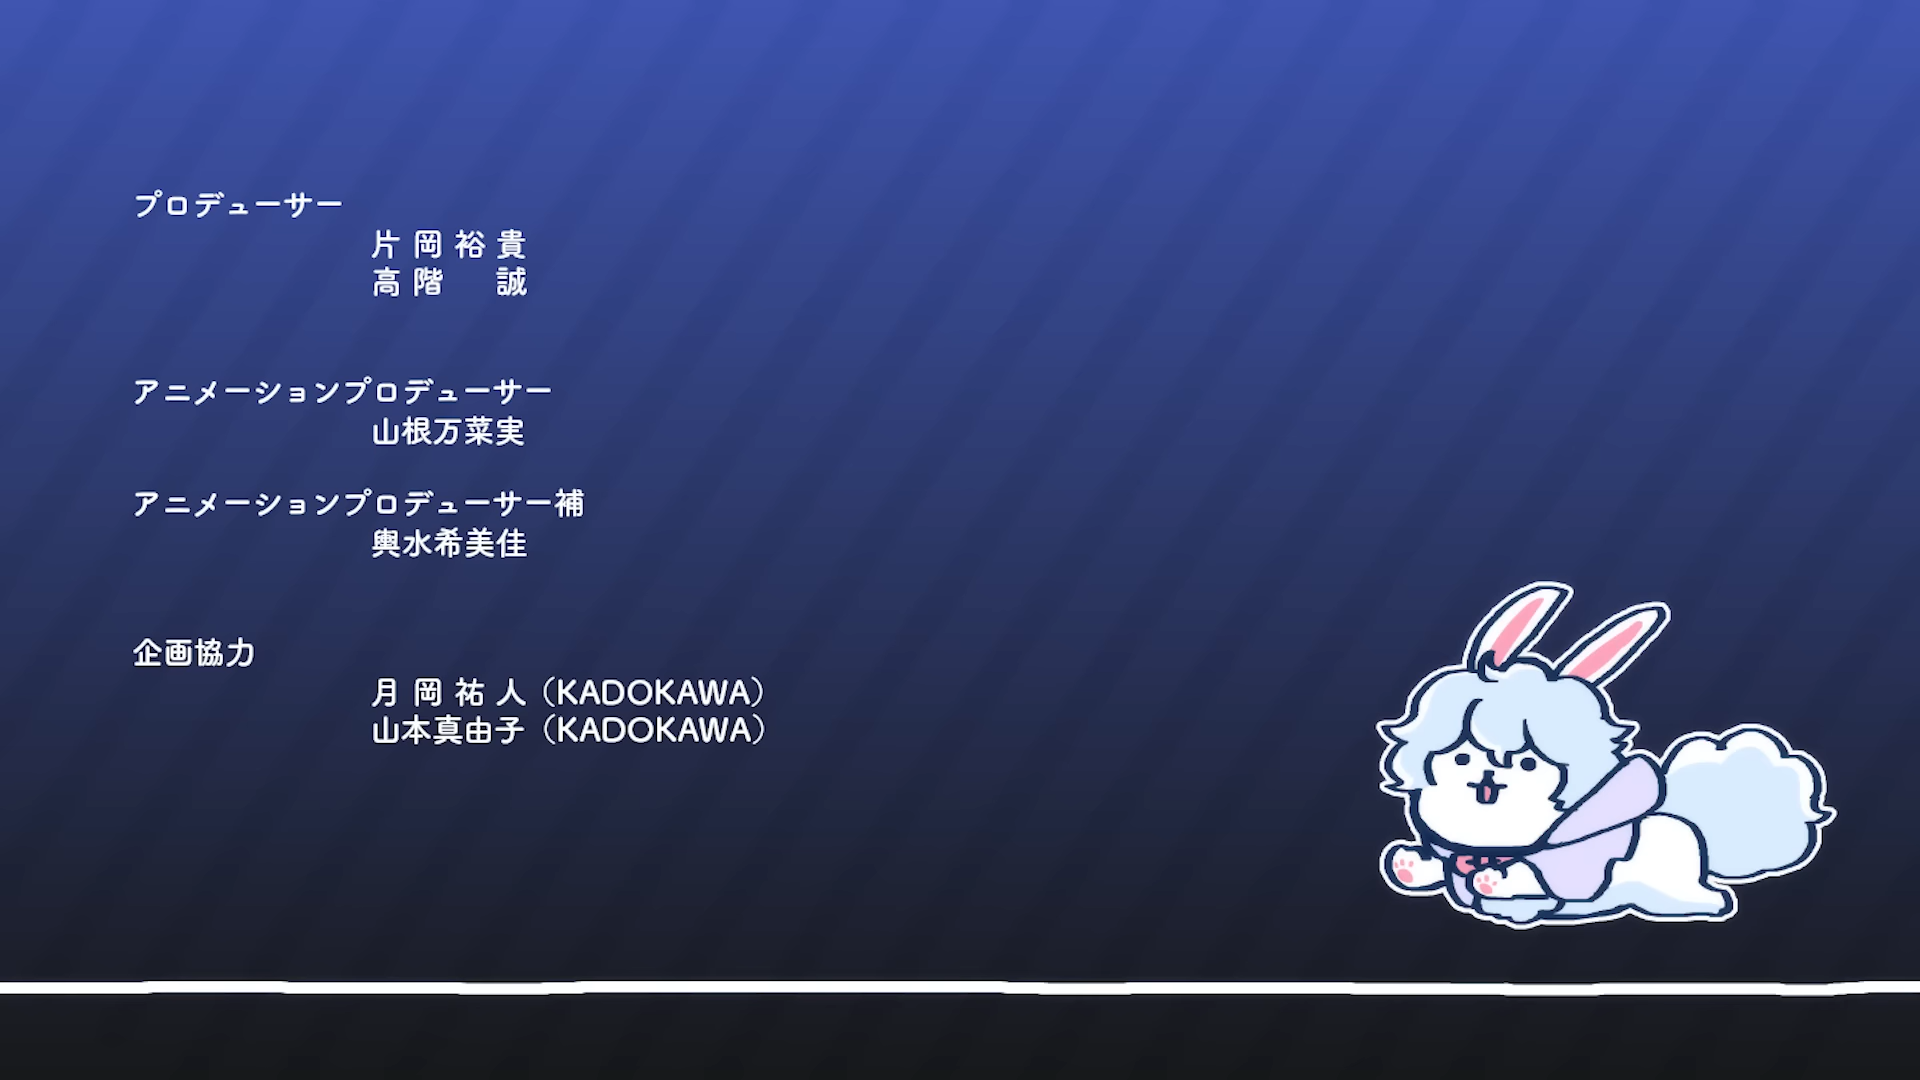 プロデューサー
片岡裕貴
高階 誠
アニメーションプロデューサー
山根万菜実
アニメーションプロデューサー補
輿水希美佳
企画協力
月岡祐人（KADOKAWA）
山本真由子（KADOKAWA）